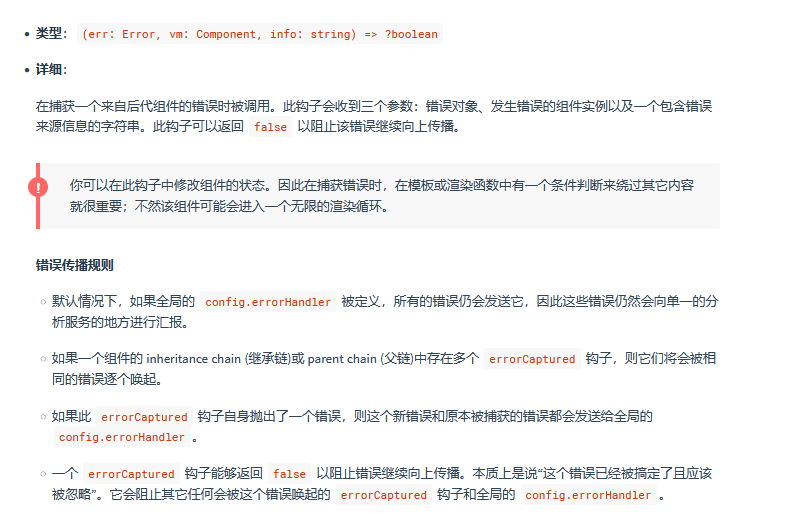 类型： (err: Error, vm: Component, info: string) => ?boolean
详细：
在捕获一个来自后代组件的错误时被调用。此钩子会收到三个参数：错误对象、发生错误的组件实例以及一个包含错误
来源信息的字符串。此钩子可以返回 false 以阻止该错误继续向上传播。
!
你可以在此钩子中修改组件的状态。因此在捕获错误时，在模板或渲染函数中有一个条件判断来绕过其它内容
就很重要；不然该组件可能会进入一个无限的渲染循环。
错误传播规则
默认情况下，如果全局的 config.errorHandler 被定义，所有的错误仍会发送它，因此这些错误仍然会向单一的分
析服务的地方进行汇报。
如果一个组件的 inheritance chain (继承链)或 parent chain (父链)中存在多个 errorCaptured 钩子，则它们将会被相
同的错误逐个唤起。
如果此 errorCaptured 钩子自身抛出了一个错误，则这个新错误和原本被捕获的错误都会发送给全局的
config.errorHandler 。
一个 errorCaptured 钩子能够返回 false 以阻止错误继续向上传播。本质上是说“这个错误已经被搞定了且应该
被忽略”。它会阻止其它任何会被这个错误唤起的 errorCaptured 钩子和全局的 config.errorHandler 。